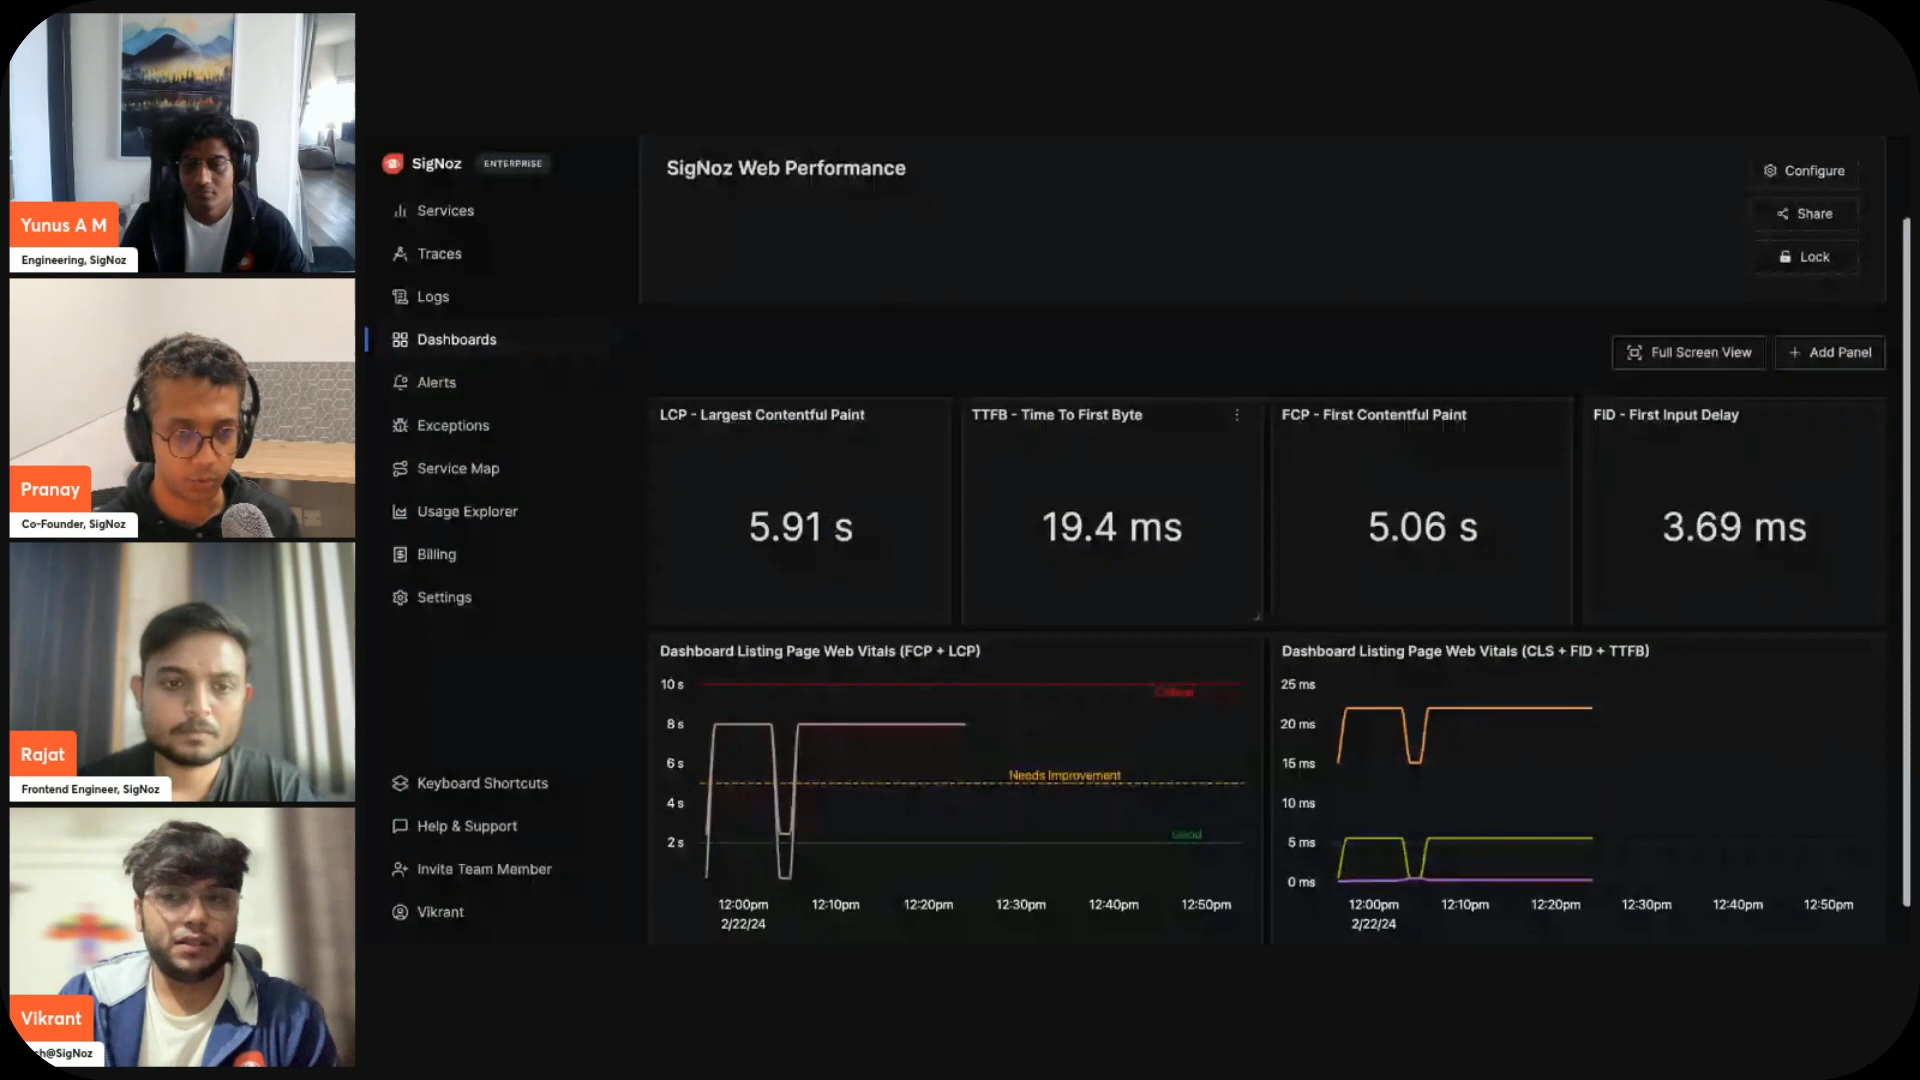 Yunus A M
Engineering, SigNoz
Pranay
Co-Founder, SigNoz
Rajat
Frontend Engineer, SigNoz
Vikrant
@SigNoz
SigNoz ENTERPRISE
Services
Traces
Logs
Dashboards
Alerts
Exceptions
Service Map
Usage Explorer
Billing
Settings
Keyboard Shortcuts
Help & Support
Invite Team Member
Vikrant
SigNoz Web Performance
Configure
Share
Lock
Full Screen View
+ Add Panel
LCP - Largest Contentful Paint
5.91 s
TTFB - Time To First Byte
19.4 ms
FCP - First Contentful Paint
5.06 s
FID - First Input Delay
3.69 ms
Dashboard Listing Page Web Vitals (FCP + LCP)
10 s
Critical
8 s
6 s
Needs Improvement
4 s
Good
2 s
12:00pm 12:10pm 12:20pm 12:30pm 12:40pm 12:50pm
2/22/24
Dashboard Listing Page Web Vitals (CLS + FID + TTFB)
25 ms
20 ms
15 ms
10 ms
5 ms
0 ms
12:00pm 12:10pm 12:20pm 12:30pm 12:40pm 12:50pm
2/22/24